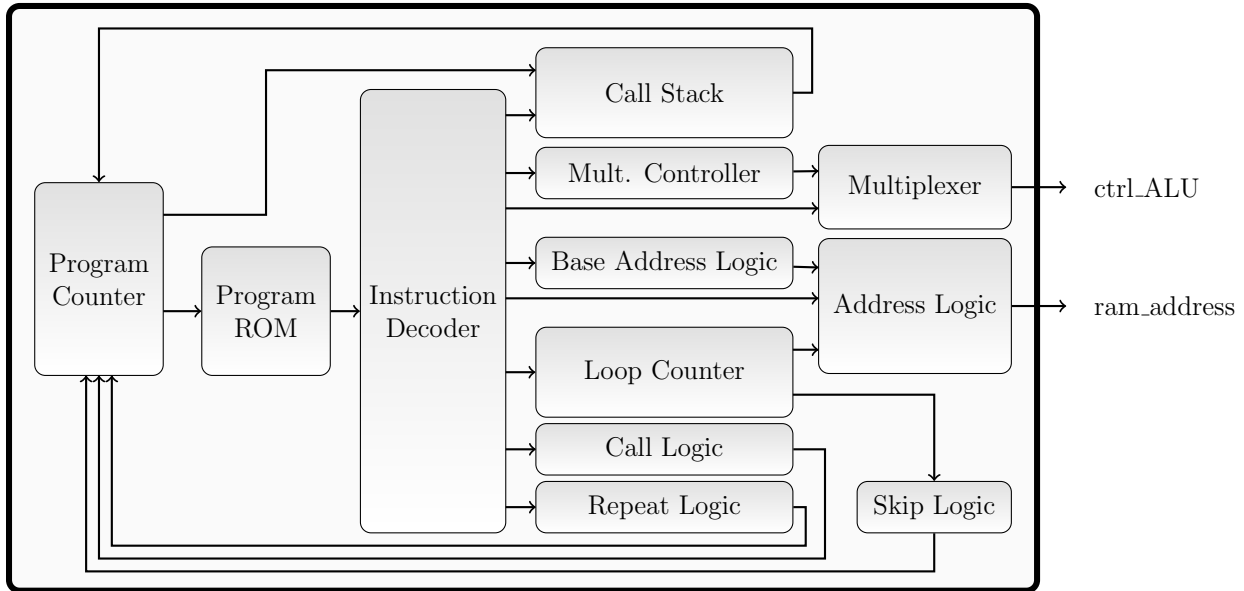 Call Stack
Mult. Controller
Multiplexer
ctrl_ALU
Program
Counter
Program
ROM
Instruction
Decoder
Base Address Logic
Address Logic
ram_address
Loop Counter
Call Logic
Repeat Logic
Skip Logic